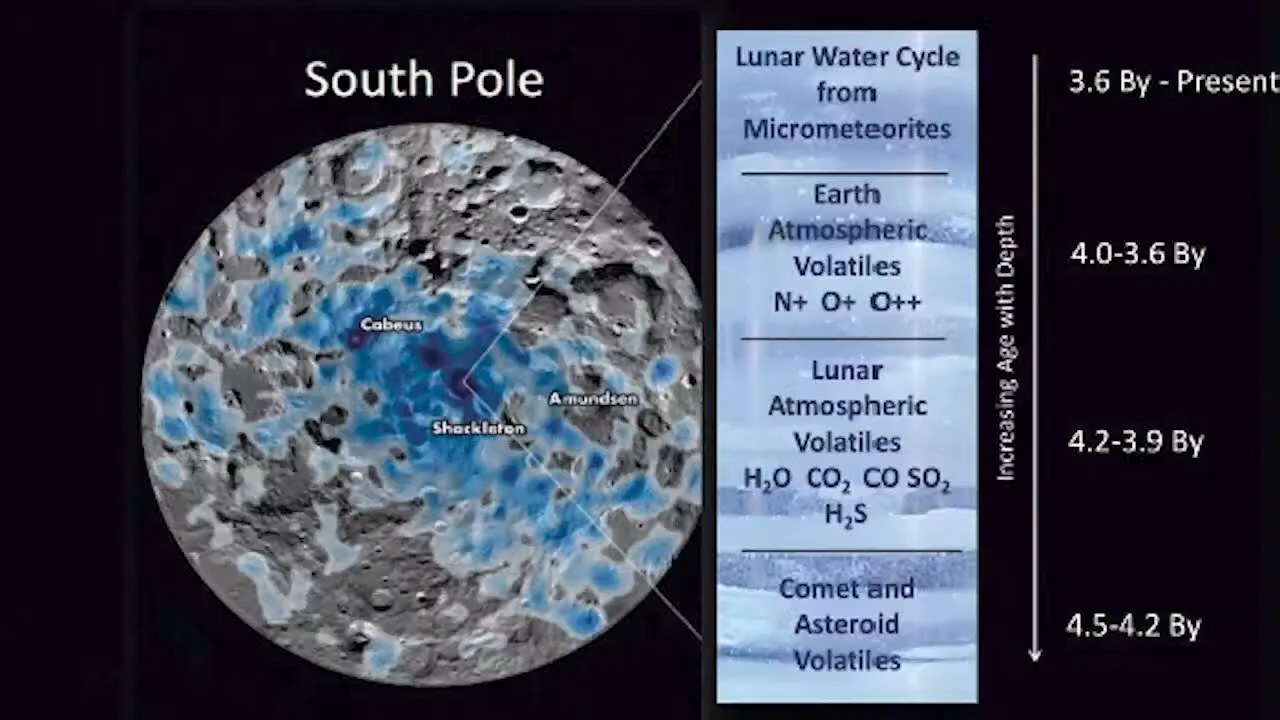 South Pole
Cabeus
Amundsen
Shackleton
Lunar Water Cycle
from
Micrometeorites
Earth
Atmospheric
Volatiles
N+ O+ O++
Lunar
Atmospheric
Volatiles
H₂O CO₂ CO SO₂
H₂S
Comet and
Asteroid
Volatiles
Increasing Age with Depth
3.6 By - Present
4.0-3.6 By
4.2-3.9 By
4.5-4.2 By